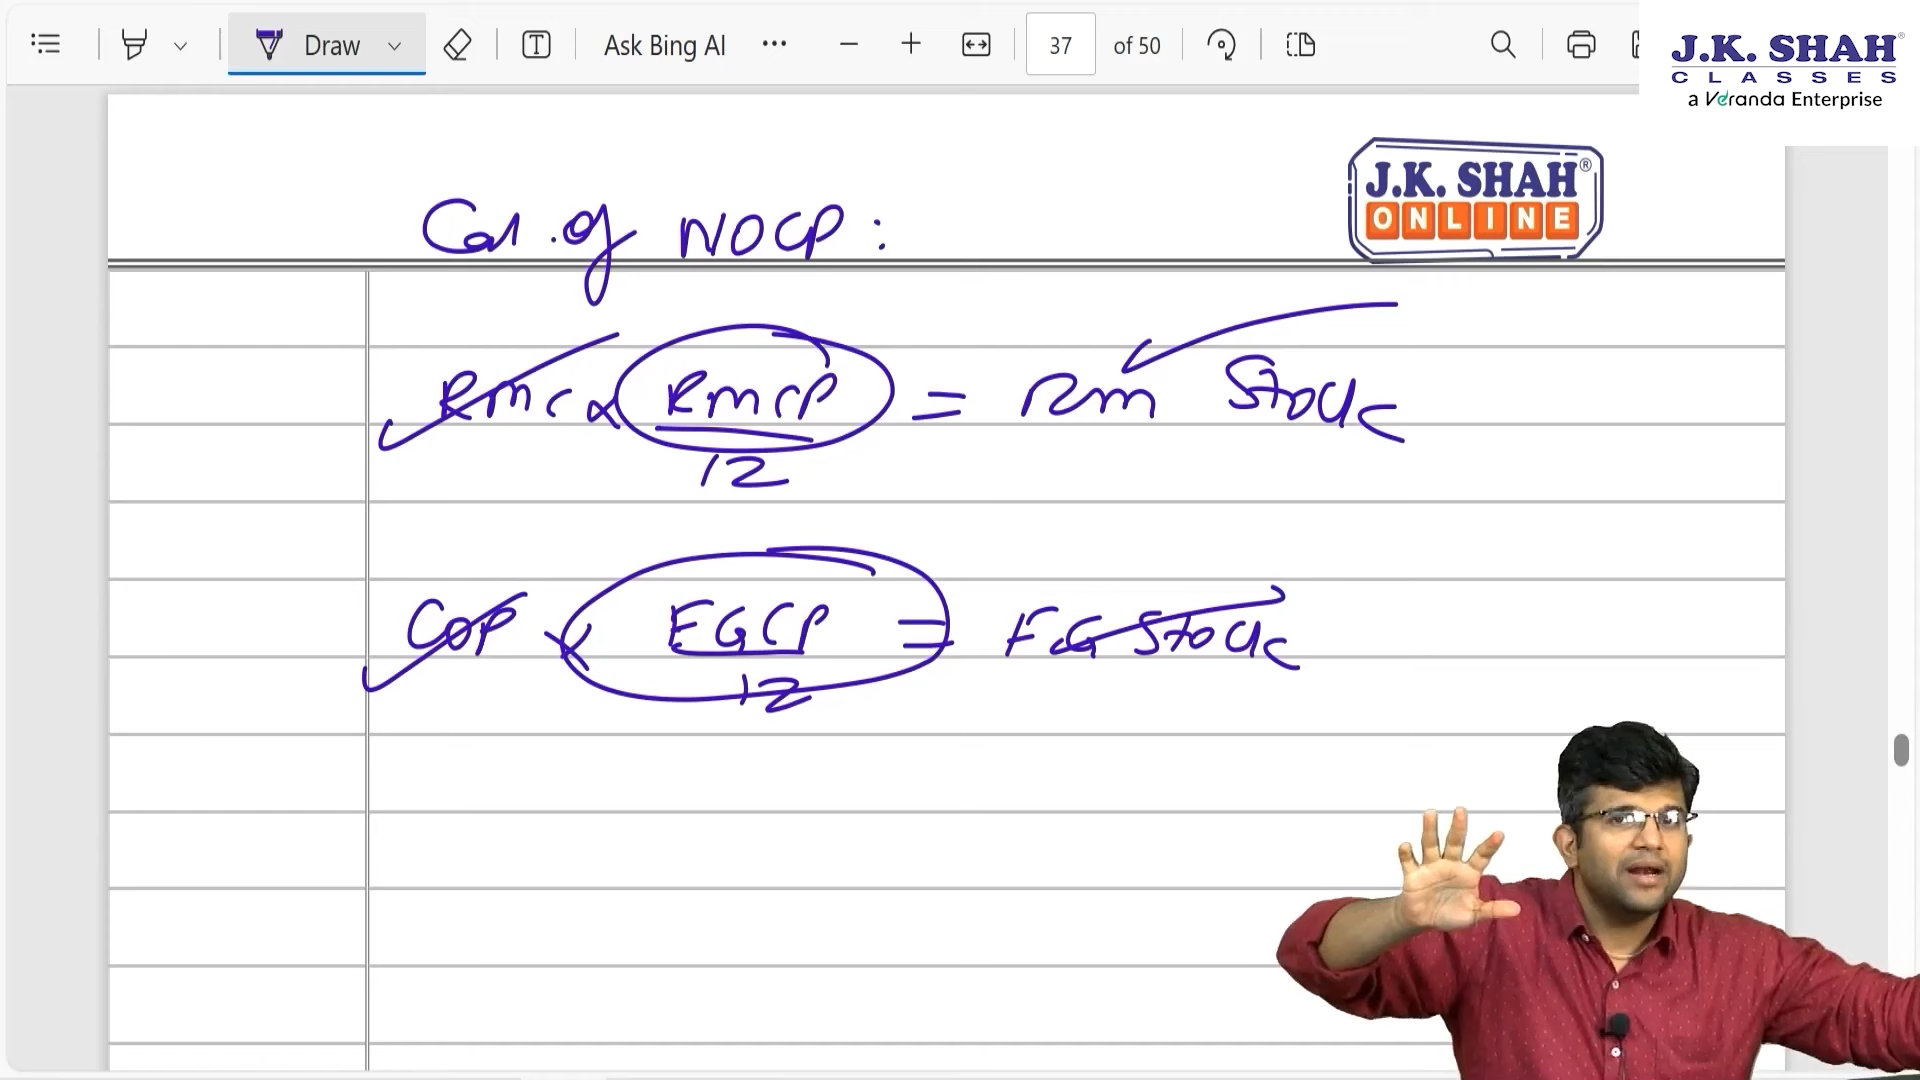 Draw
Ask Bing AI
37 of 50
J.K. SHAH®
CLASSES
a Veranda Enterprise
J.K. SHAH®
ONLINE
Cal. of NOCP:
RMC × RMCP = RM Stock
12
COP × FGCP = FG Stock
12